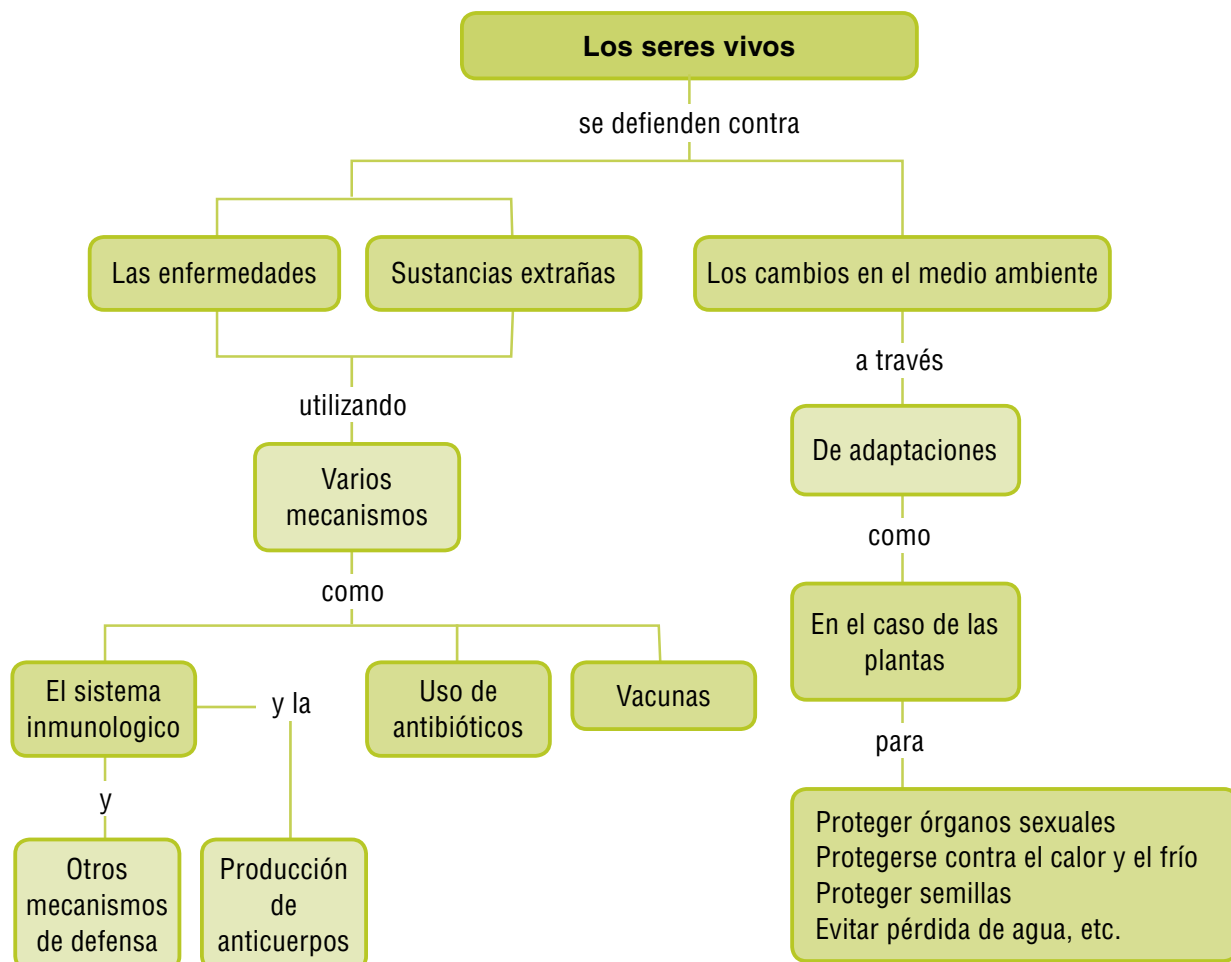 Los seres vivos
se defienden contra
Las enfermedades
Sustancias extrañas
Los cambios en el medio ambiente
utilizando
a través
Varios
mecanismos
De adaptaciones
como
como
El sistema
inmunologico
y la
Uso de
antibióticos
Vacunas
En el caso de las
plantas
y
para
Otros
mecanismos
de defensa
Producción
de
anticuerpos
Proteger órganos sexuales
Protegerse contra el calor y el frío
Proteger semillas
Evitar pérdida de agua, etc.